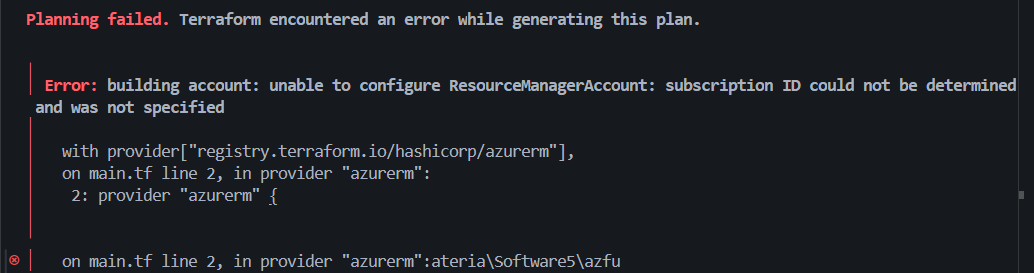 Planning failed. Terraform encountered an error while generating this plan.
Error: building account: unable to configure ResourceManagerAccount: subscription ID could not be determined
and was not specified
with provider["registry.terraform.io/hashicorp/azurerm"],
on main.tf line 2, in provider "azurerm":
2: provider "azurerm" {
on main.tf line 2, in provider "azurerm":ateria\Software5\azfu